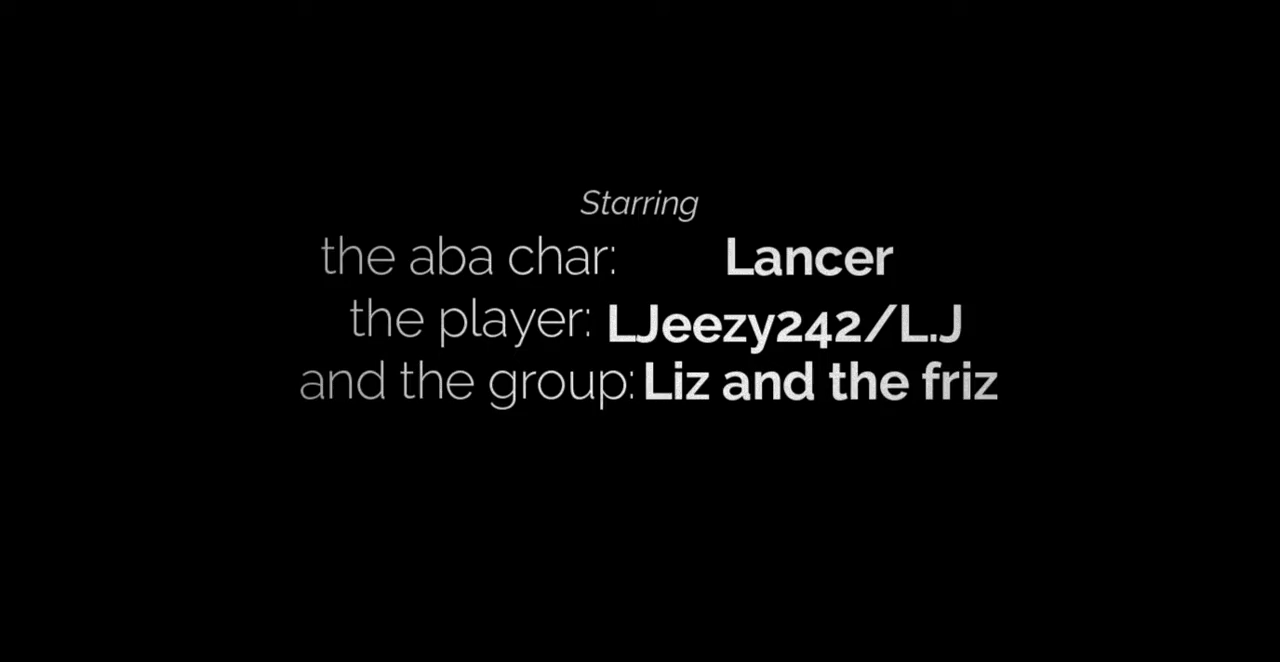 Starring
the aba char: Lancer
the player: LJeezy242/L.J
and the group: Liz and the friz